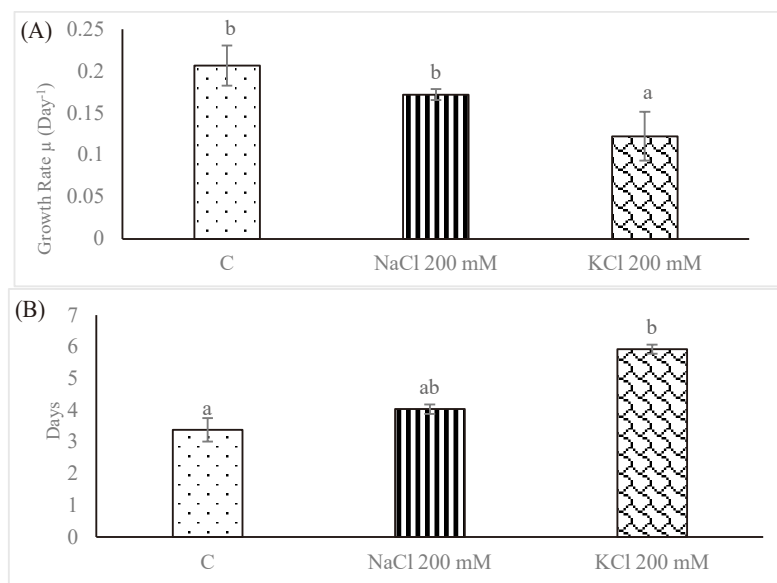 (A)
Growth Rate µ (Day-1)
0.25
0.2
0.15
0.1
0.05
0
b
b
a
C
NaCl 200 mM
KCl 200 mM
(B)
Days
7
6
5
4
3
2
1
0
a
ab
b
C
NaCl 200 mM
KCl 200 mM